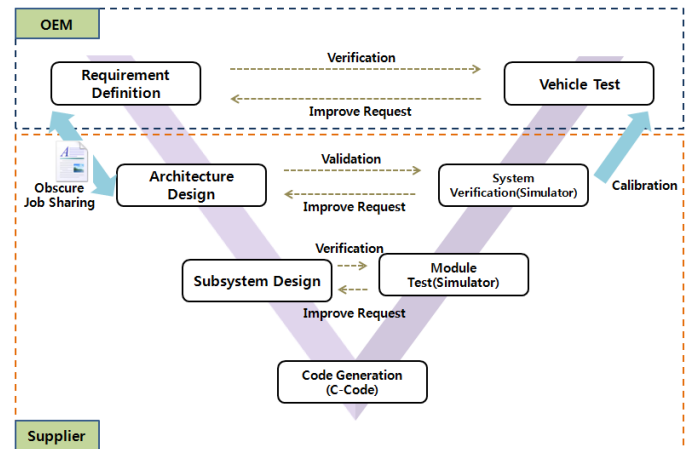 OEM
Verification
Requirement
Definition
Vehicle Test
Improve Request
Validation
A
Architecture
Design
System
Verification(Simulator)
Obscure
Job Sharing
Calibration
Improve Request
Verification
Subsystem Design
Module
Test(Simulator)
Improve Request
Code Generation
(C-Code)
Supplier